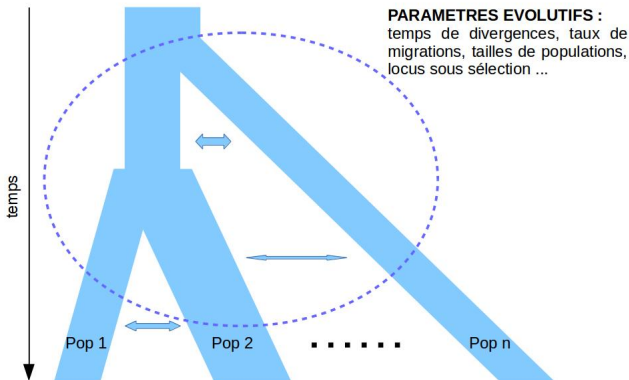 PARAMETRES EVOLUTIFS :
temps de divergences, taux de
migrations, tailles de populations,
locus sous sélection ...
temps
Pop 1
Pop 2
Pop n